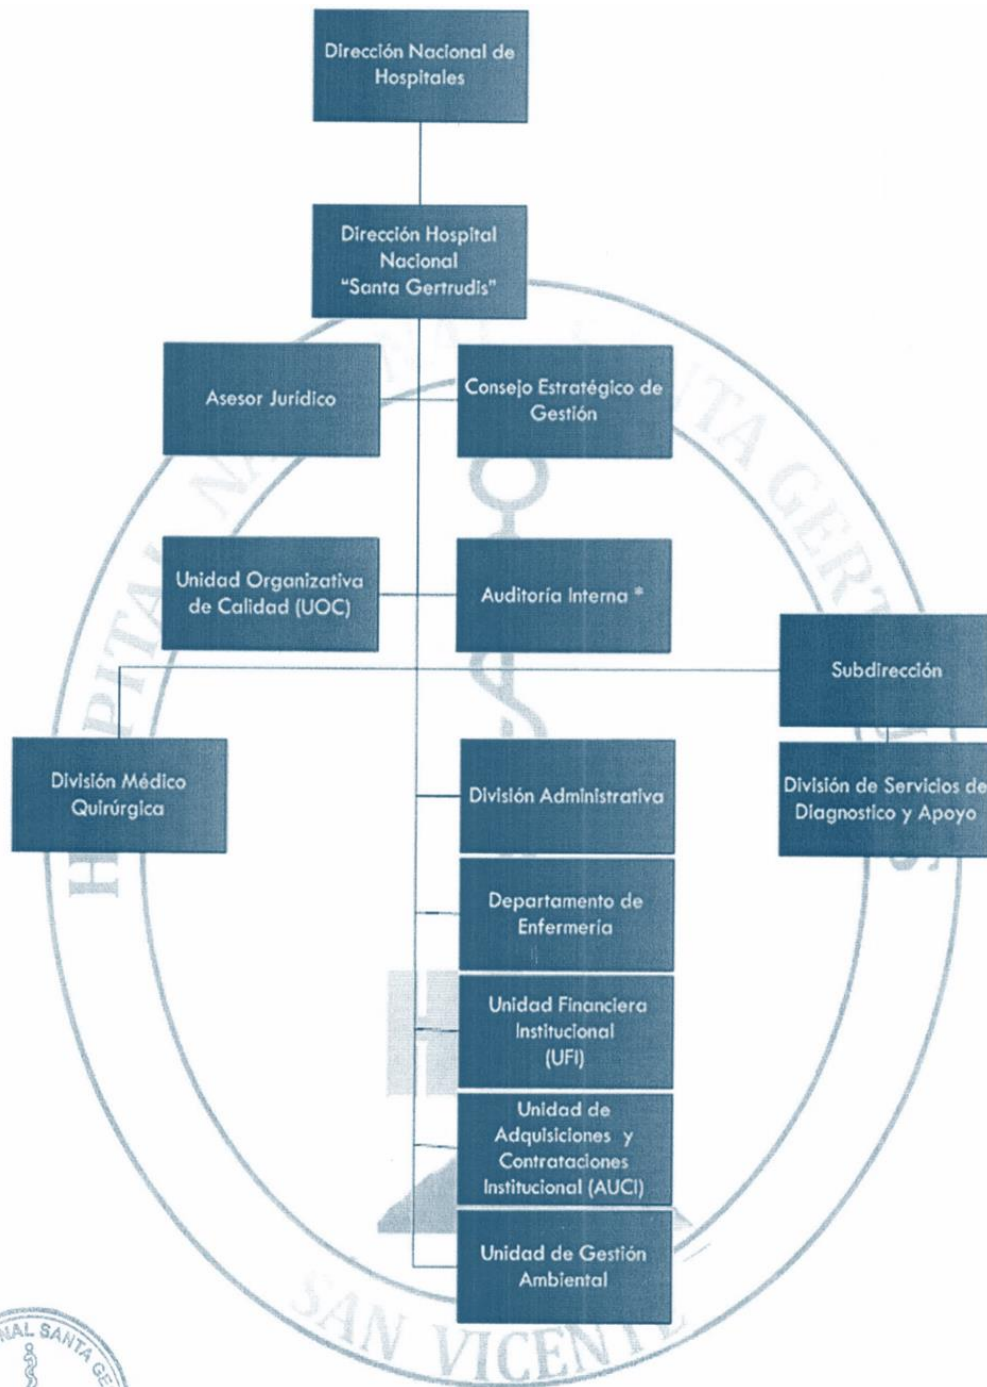 Dirección Nacional de
Hospitales
Dirección Hospital
Nacional
"Santa Gertrudis"
Asesor Jurídico
Consejo Estratégico de
Gestión
Unidad Organizativa
de Calidad (UOC)
Auditoría Interna *
Subdirección
División Médico
Quirúrgica
División Administrativa
División de Servicios de
Diagnostico y Apoyo
Departamento de
Enfermería
Unidad Financiera
Institucional
(UFI)
Unidad de
Adquisiciones y
Contrataciones
Institucional (AUCI)
Unidad de Gestión
Ambiental
SAN VICENTE